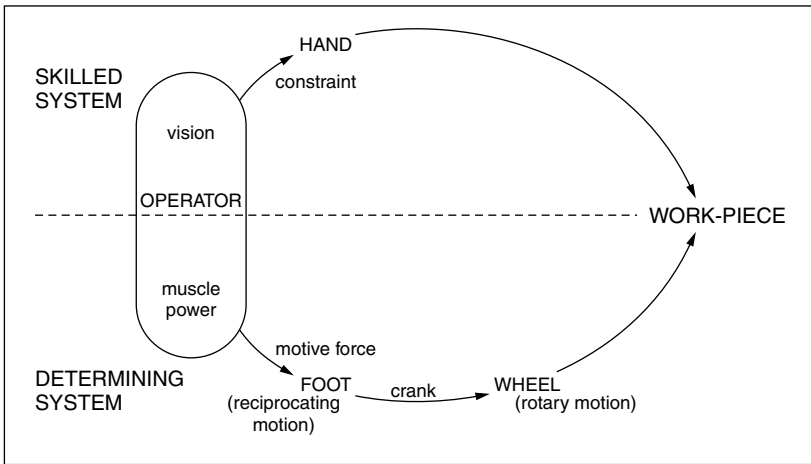 HAND
SKILLED
SYSTEM
constraint
vision
OPERATOR
WORK-PIECE
muscle
power
motive force
DETERMINING
SYSTEM
FOOT
(reciprocating
motion)
crank
WHEEL
(rotary motion)